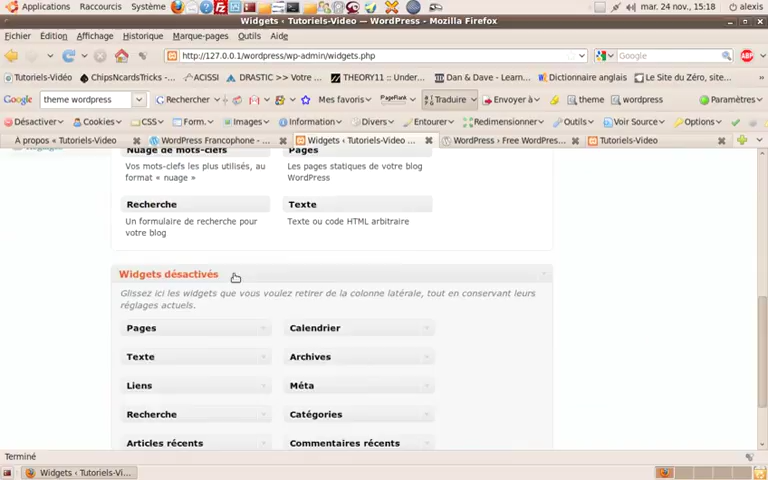 Applications Raccourcis Système mar. 24 nov., 15:18 alexis
Widgets ‹ Tutoriels-Video — WordPress - Mozilla Firefox
Fichier Édition Affichage Historique Marque-pages Outils Aide
http://127.0.0.1/wordpress/wp-admin/widgets.php Google
Tutoriels-Vidéo ChipsNcardsTricks -... ACISSI DRASTIC >> Votre ... THEORY11 :: Under... Dan & Dave - Learn... Dictionnaire anglais Le Site du Zéro, site...
Google theme wordpress Rechercher Mes favoris PageRank Traduire Envoyer à theme wordpress Paramètres
Désactiver Cookies CSS Form. Images Information Divers Entourer Redimensionner Outils Voir Source Options
À propos « Tutoriels-Video WordPress Francophone - ... Widgets ‹ Tutoriels-Video ... WordPress › Free WordPres... Tutoriels-Video
Nuage de mots-clefs Pages
Vos mots-clefs les plus utilisés, au Les pages statiques de votre blog
format « nuage » WordPress
Recherche Texte
Un formulaire de recherche pour Texte ou code HTML arbitraire
votre blog
Widgets désactivés
Glissez ici les widgets que vous voulez retirer de la colonne latérale, tout en conservant leurs
réglages actuels.
Pages Calendrier
Texte Archives
Liens Méta
Recherche Catégories
Articles récents Commentaires récents
Terminé
Widgets ‹ Tutoriels-Vi...